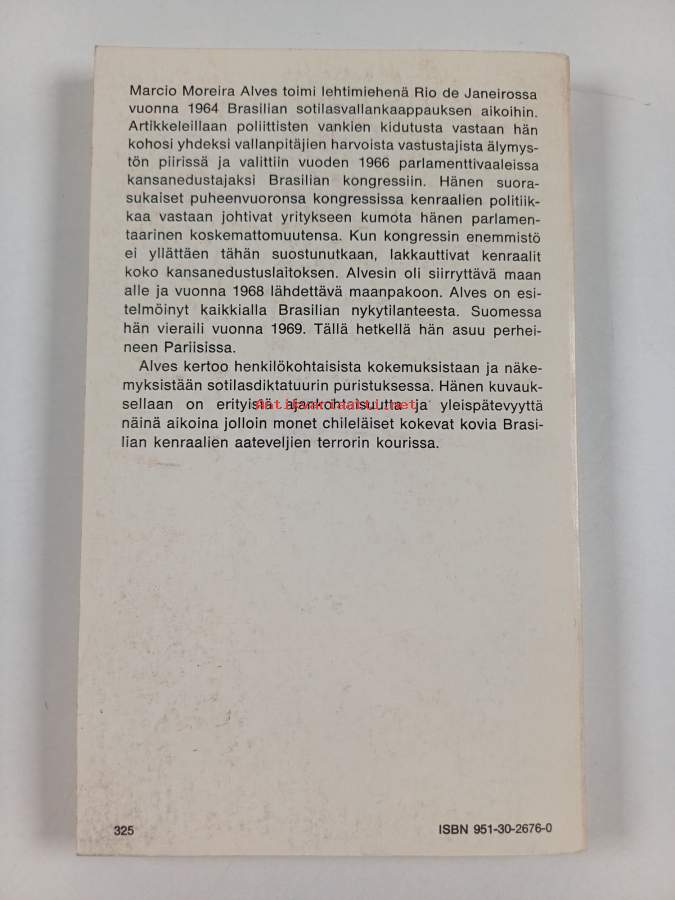 Marcio Moreira Alves toimi lehtimiehenä Rio de Janeirossa
vuonna 1964 Brasilian sotilasvallankaappauksen aikoihin.
Artikkeleillaan poliittisten vankien kidutusta vastaan hän
kohosi yhdeksi vallanpitäjien harvoista vastustajista älymys-
tön piirissä ja valittiin vuoden 1966 parlamenttivaaleissa
kansanedustajaksi Brasilian kongressiin. Hänen suora-
sukaiset puheenvuoronsa kongressissa kenraalien politiik-
kaa vastaan johtivat yritykseen kumota hänen parlamen-
taarinen koskemattomuutensa. Kun kongressin enemmistö
ei yllättäen tähän suostunutkaan, lakkauttivat kenraalit
koko kansanedustuslaitoksen. Alvesin oli siirryttävä maan
alle ja vuonna 1968 lähdettävä maanpakoon. Alves on esi-
telmöinyt kaikkialla Brasilian nykytilanteesta. Suomessa
hän vieraili vuonna 1969. Tällä hetkellä hän asuu perhei-
neen Pariisissa.
Alves kertoo henkilökohtaisista kokemuksistaan ja näke-
myksistään sotilasdiktatuurin puristuksessa. Hänen kuvauk-
sellaan on erityistä ajankohtaisuutta ja yleispätevyyttä
Antikvariaatti.net
näinä aikoina jolloin monet chileläiset kokevat kovia Brasi-
lian kenraalien aateveljien terrorin kourissa.
325
ISBN 951-30-2676-0